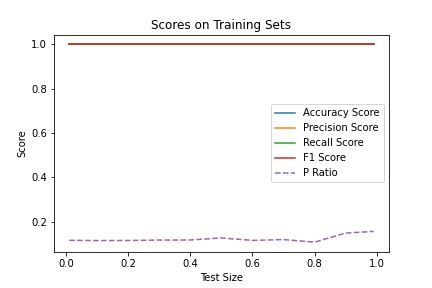 Scores on Training Sets
1.0
0.8
0.6
0.4
0.2
Score
Accuracy Score
Precision Score
Recall Score
F1 Score
P Ratio
0.0 0.2 0.4 0.6 0.8 1.0
Test Size